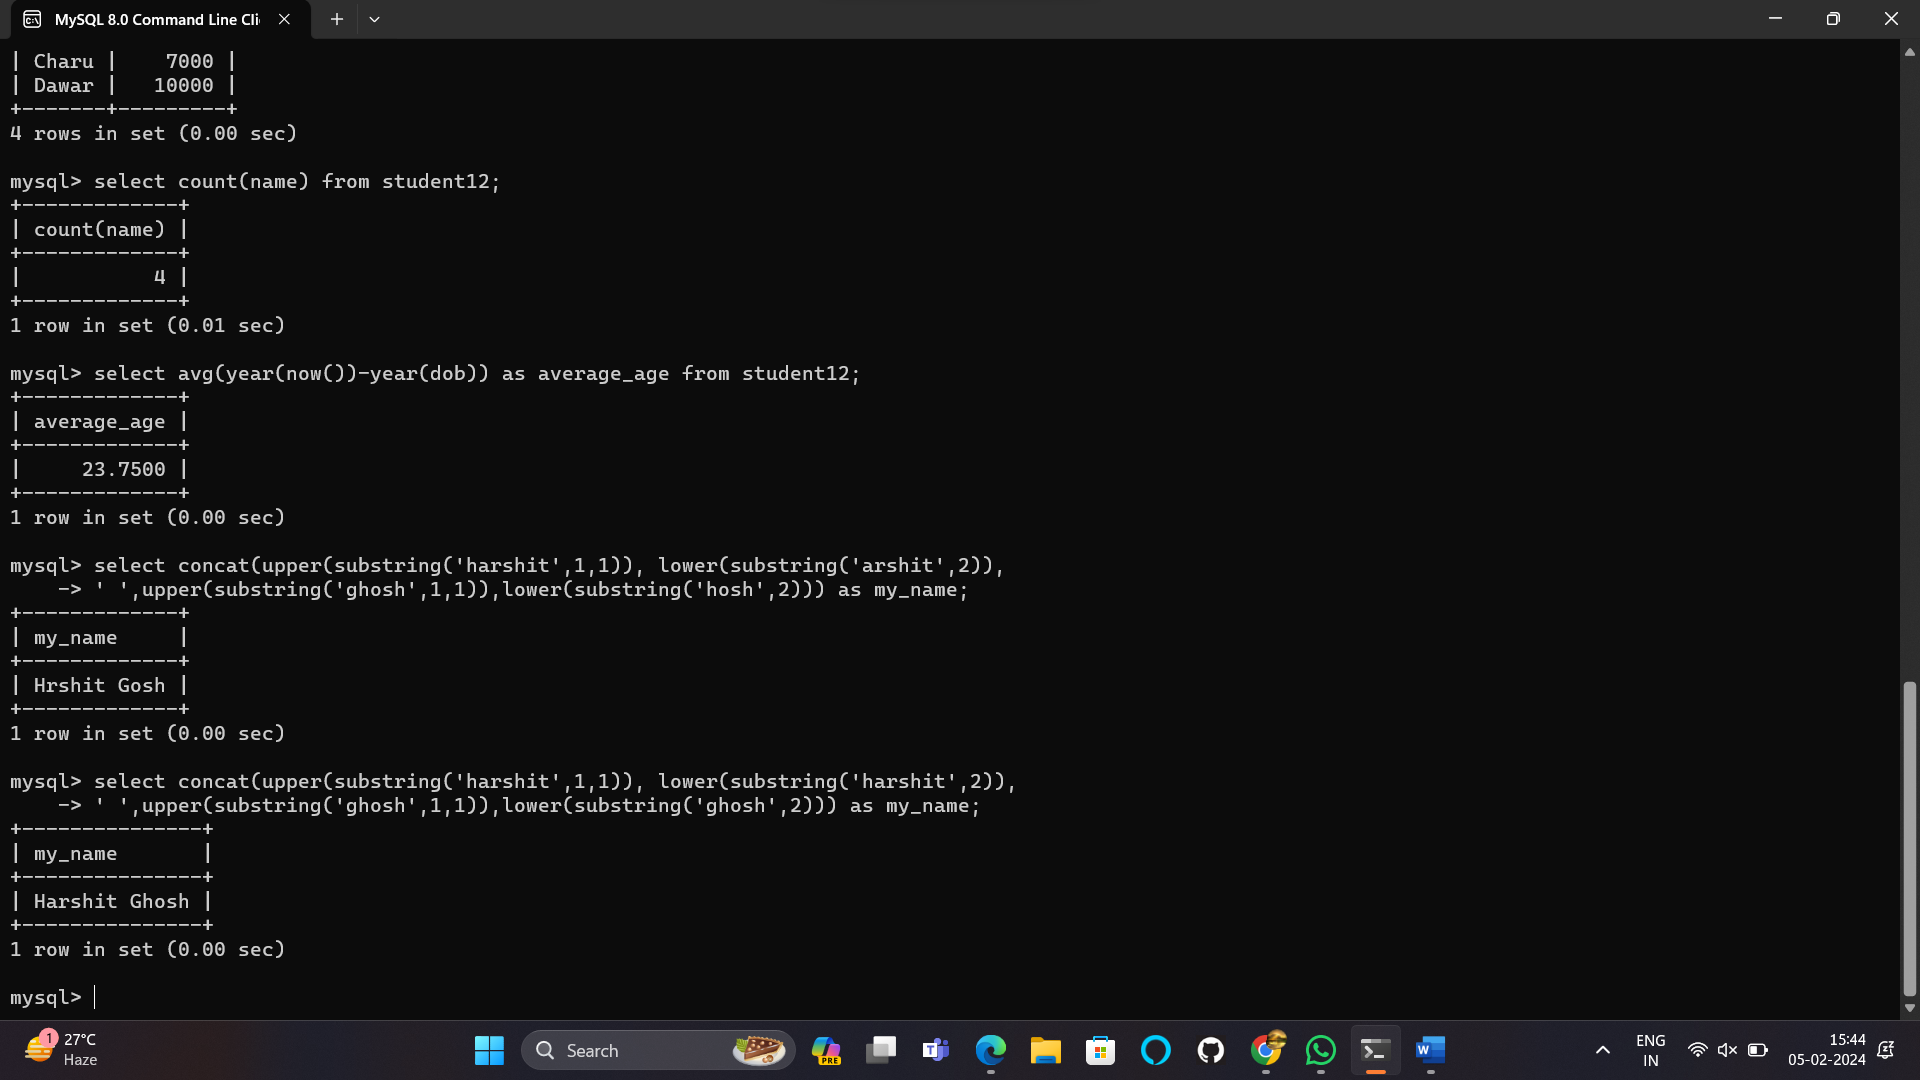 MySQL 8.0 Command Line Cli
| Charu |    7000 |
| Dawar |   10000 |
+-------+---------+
4 rows in set (0.00 sec)
mysql> select count(name) from student12;
+-------------+
| count(name) |
+-------------+
|           4 |
+-------------+
1 row in set (0.01 sec)
mysql> select avg(year(now())-year(dob)) as average_age from student12;
+-------------+
| average_age |
+-------------+
|     23.7500 |
+-------------+
1 row in set (0.00 sec)
mysql> select concat(upper(substring('harshit',1,1)), lower(substring('arshit',2)),
    -> ' ',upper(substring('ghosh',1,1)),lower(substring('hosh',2))) as my_name;
+-------------+
| my_name     |
+-------------+
| Hrshit Gosh |
+-------------+
1 row in set (0.00 sec)
mysql> select concat(upper(substring('harshit',1,1)), lower(substring('harshit',2)),
    -> ' ',upper(substring('ghosh',1,1)),lower(substring('ghosh',2))) as my_name;
+---------------+
| my_name       |
+---------------+
| Harshit Ghosh |
+---------------+
1 row in set (0.00 sec)
mysql>
1
27°C
Haze
Search
PRE
T
W
ENG
IN
15:44
05-02-2024